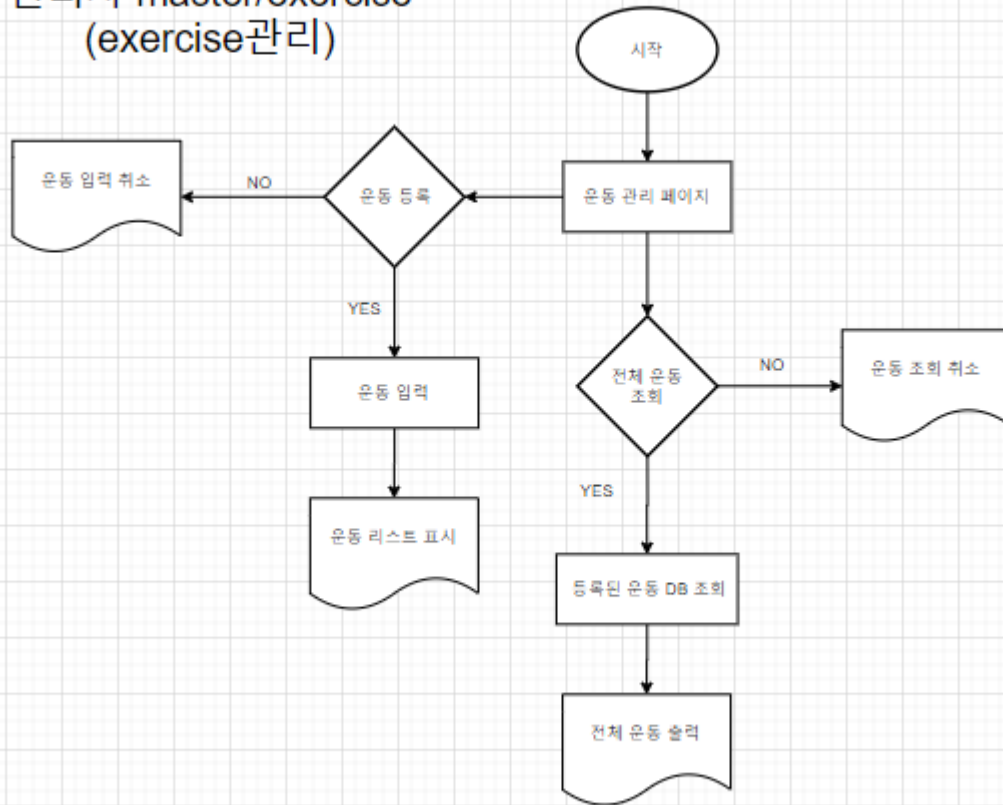 master/exercise
(exercise관리)
시작
운동 입력 취소
NO
운동 등록
운동 관리 페이지
YES
전체 운동
조회
NO
운동 조회 취소
운동 입력
YES
운동 리스트 표시
등록된 운동 DB 조회
전체 운동 출력